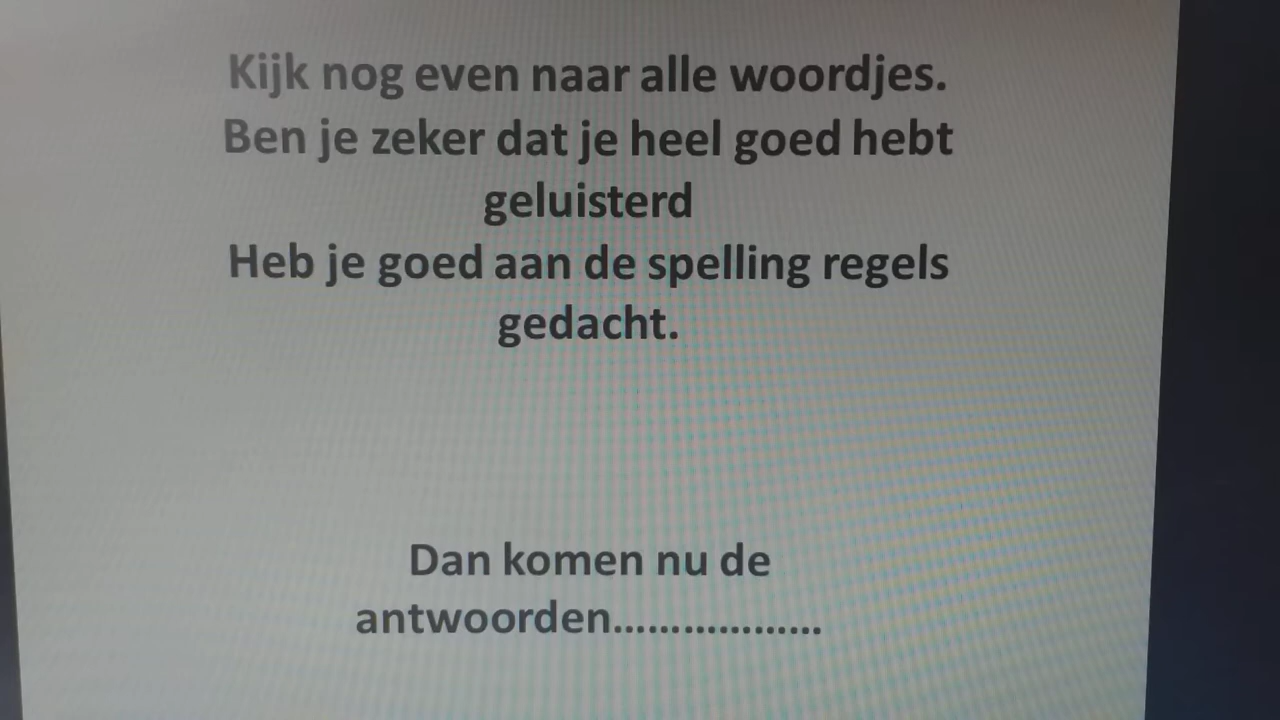 Kijk nog even naar alle woordjes.
Ben je zeker dat je heel goed hebt
geluisterd
Heb je goed aan de spelling regels
gedacht.
Dan komen nu de
antwoorden..................